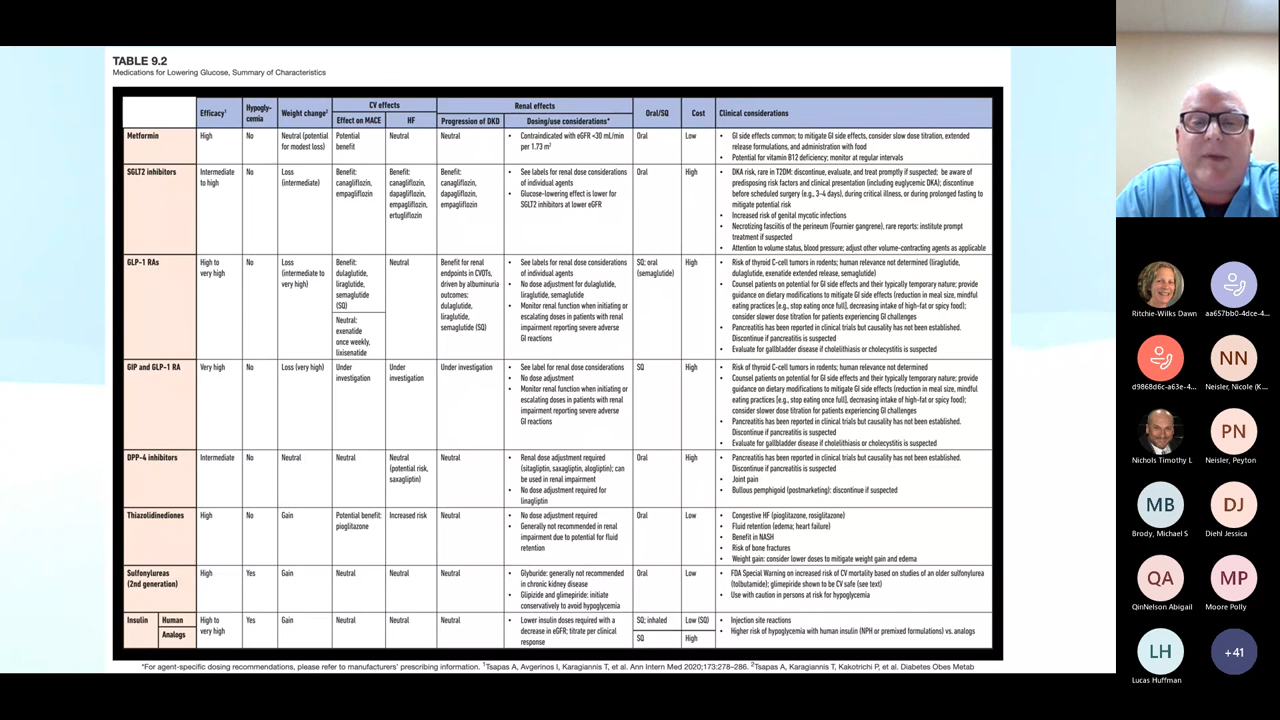 TABLE 9.2
Medications for Lowering Glucose, Summary of Characteristics
Efficacy¹
Hypogly-
cemia
Weight change²
CV effects
Effect on MACE
HF
Renal effects
Progression of DKD
Dosing/use considerations*
Oral/SQ
Cost
Clinical considerations
Metformin
High
No
Neutral (potential
for modest loss)
Potential
benefit
Neutral
Neutral
• Contraindicated with eGFR <30 mL/min
per 1.73 m²
Oral
Low
• GI side effects common; to mitigate GI side effects, consider slow dose titration, extended
release formulations, and administration with food
• Potential for vitamin B12 deficiency; monitor at regular intervals
SGLT2 inhibitors
Intermediate
to high
No
Loss
(intermediate)
Benefit:
canagliflozin,
empagliflozin
Benefit:
canagliflozin,
dapagliflozin,
empagliflozin,
ertugliflozin
Benefit:
canagliflozin,
dapagliflozin,
empagliflozin
• See labels for renal dose considerations
of individual agents
• Glucose-lowering effect is lower for
SGLT2 inhibitors at lower eGFR
Oral
High
• DKA risk, rare in T2DM: discontinue, evaluate, and treat promptly if suspected; be aware of
predisposing risk factors and clinical presentation (including euglycemic DKA); discontinue
before scheduled surgery (e.g., 3–4 days), during critical illness, or during prolonged fasting to
mitigate potential risk
• Increased risk of genital mycotic infections
• Necrotizing fasciitis of the perineum (Fournier gangrene), rare reports: institute prompt
treatment if suspected
• Attention to volume status, blood pressure; adjust other volume-contracting agents as applicable
GLP-1 RAs
High to
very high
No
Loss
(intermediate to
very high)
Benefit:
dulaglutide,
liraglutide,
semaglutide
(SQ)
Neutral:
exenatide
once weekly,
lixisenatide
Neutral
Benefit for renal
endpoints in CVOTs,
driven by albuminuria
outcomes:
dulaglutide,
liraglutide,
semaglutide (SQ)
• See labels for renal dose considerations
of individual agents
• No dose adjustment for dulaglutide,
liraglutide, semaglutide
• Monitor renal function when initiating or
escalating doses in patients with renal
impairment reporting severe adverse
GI reactions
SQ; oral
(semaglutide)
High
• Risk of thyroid C-cell tumors in rodents; human relevance not determined (liraglutide,
dulaglutide, exenatide extended release, semaglutide)
• Counsel patients on potential for GI side effects and their typically temporary nature; provide
guidance on dietary modifications to mitigate GI side effects (reduction in meal size, mindful
eating practices [e.g., stop eating once full], decreasing intake of high-fat or spicy food);
consider slower dose titration for patients experiencing GI challenges
• Pancreatitis has been reported in clinical trials but causality has not been established.
Discontinue if pancreatitis is suspected
• Evaluate for gallbladder disease if cholelithiasis or cholecystitis is suspected
GIP and GLP-1 RA
Very high
No
Loss (very high)
Under
investigation
Under
investigation
Under investigation
• See label for renal dose considerations
• No dose adjustment
• Monitor renal function when initiating or
escalating doses in patients with renal
impairment reporting severe adverse
GI reactions
SQ
High
• Risk of thyroid C-cell tumors in rodents; human relevance not determined
• Counsel patients on potential for GI side effects and their typically temporary nature; provide
guidance on dietary modifications to mitigate GI side effects (reduction in meal size, mindful
eating practices [e.g., stop eating once full], decreasing intake of high-fat or spicy food);
consider slower dose titration for patients experiencing GI challenges
• Pancreatitis has been reported in clinical trials but causality has not been established.
Discontinue if pancreatitis is suspected
• Evaluate for gallbladder disease if cholelithiasis or cholecystitis is suspected
DPP-4 inhibitors
Intermediate
No
Neutral
Neutral
Neutral
(potential risk,
saxagliptin)
Neutral
• Renal dose adjustment required
(sitagliptin, saxagliptin, alogliptin); can
be used in renal impairment
• No dose adjustment required for
linagliptin
Oral
High
• Pancreatitis has been reported in clinical trials but causality has not been established.
Discontinue if pancreatitis is suspected
• Joint pain
• Bullous pemphigoid (postmarketing): discontinue if suspected
Thiazolidinediones
High
No
Gain
Potential benefit:
pioglitazone
Increased risk
Neutral
• No dose adjustment required
• Generally not recommended in renal
impairment due to potential for fluid
retention
Oral
Low
• Congestive HF (pioglitazone, rosiglitazone)
• Fluid retention (edema; heart failure)
• Benefit in NASH
• Risk of bone fractures
• Weight gain: consider lower doses to mitigate weight gain and edema
Sulfonylureas
(2nd generation)
High
Yes
Gain
Neutral
Neutral
Neutral
• Glyburide: generally not recommended
in chronic kidney disease
• Glipizide and glimepiride: initiate
conservatively to avoid hypoglycemia
Oral
Low
• FDA Special Warning on increased risk of CV mortality based on studies of an older sulfonylurea
(tolbutamide); glimepiride shown to be CV safe (see text)
• Use with caution in persons at risk for hypoglycemia
Insulin
Human
Analogs
High to
very high
Yes
Gain
Neutral
Neutral
Neutral
• Lower insulin doses required with a
decrease in eGFR; titrate per clinical
response
SQ; inhaled
SQ
Low (SQ)
High
• Injection site reactions
• Higher risk of hypoglycemia with human insulin (NPH or premixed formulations) vs. analogs
*For agent-specific dosing recommendations, please refer to manufacturers' prescribing information. ¹Tsapas A, Avgerinos I, Karagiannis T, et al. Ann Intern Med 2020;173:278–286. ²Tsapas A, Karagiannis T, Kakotrichi P, et al. Diabetes Obes Metab
Ritchie-Wilks Dawn
aa657bb0-4dce-4...
d9868d6c-a63e-4...
NN
Neisler, Nicole (K...
Nichols Timothy L
PN
Neisler, Peyton
MB
Brody, Michael S
DJ
Diehl Jessica
QA
QinNelson Abigail
MP
Moore Polly
LH
Lucas Huffman
+41